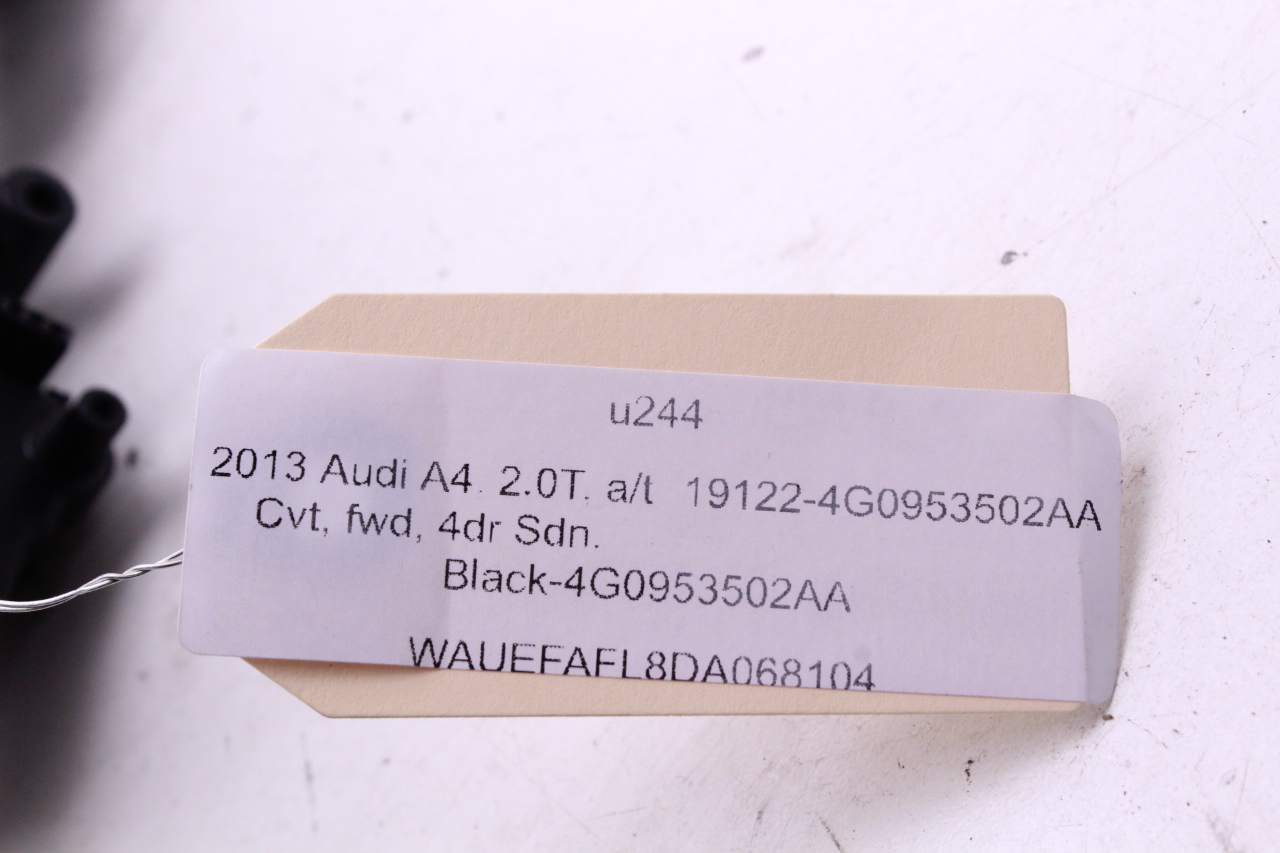 u244
2013 Audi A4. 2.0T. a/t 19122-4G0953502AA
Cvt, fwd, 4dr Sdn.
Black-4G0953502AA
WAUEFAFL8DA068104